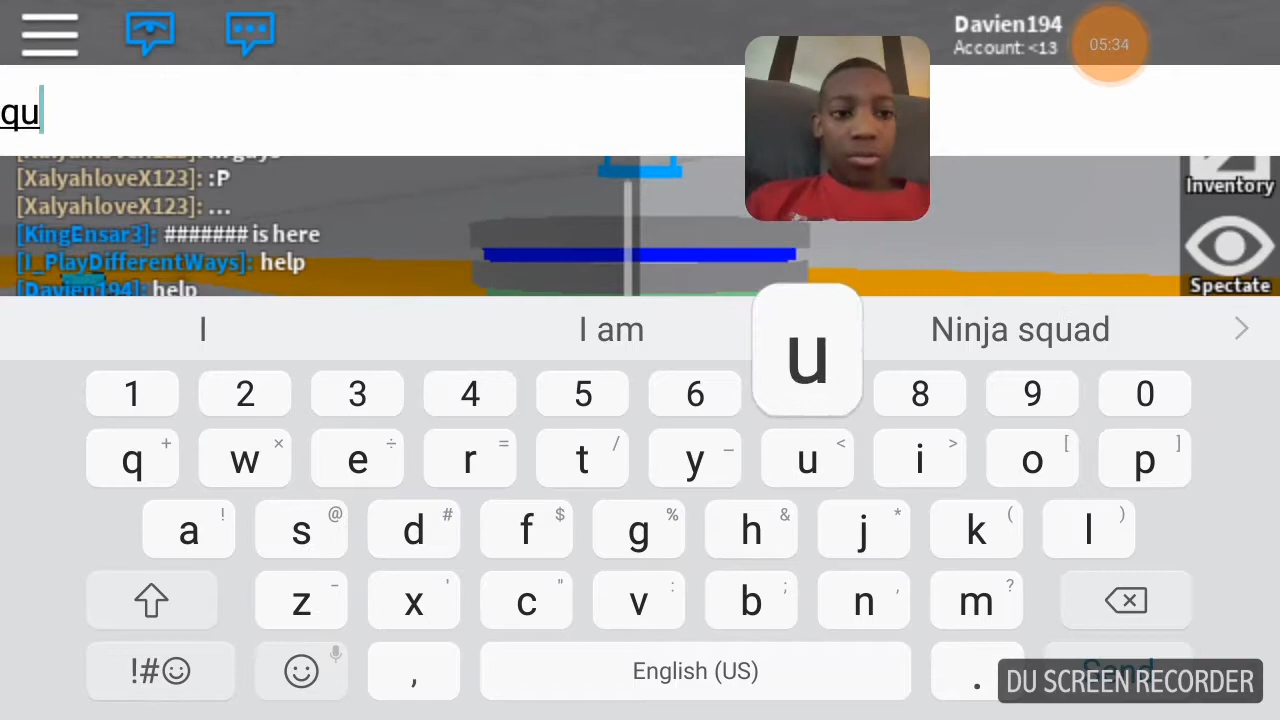 Davien194
Account: <13
05:34
qu
[XalyahloveX123]: :P
[XalyahloveX123]: ...
[KingEnsar3]: ####### is here
[I_PlayDifferentWays]: help
[Davien194]: help
Inventory
Spectate
I I am Ninja squad
u
1 2 3 4 5 6 8 9 0
q + w × e ÷ r = t / y _ u < i > o [ p ]
a ! s @ d # f $ g % h & j * k ( l )
z - x ' c " v : b ; n , m ?
!#☺ , English (US) . Send
DU SCREEN RECORDER